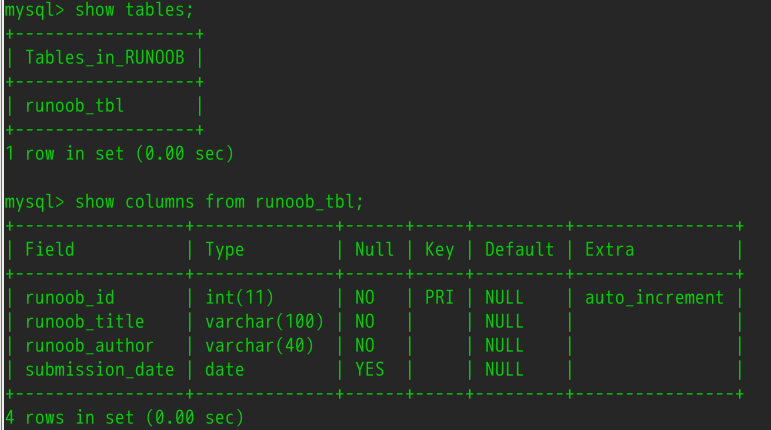 mysql> show tables;
+------------------+
| Tables_in_RUNOOB |
+------------------+
| runoob_tbl       |
+------------------+
1 row in set (0.00 sec)
mysql> show columns from runoob_tbl;
+-----------------+--------------+------+-----+---------+----------------+
| Field           | Type         | Null | Key | Default | Extra          |
+-----------------+--------------+------+-----+---------+----------------+
| runoob_id       | int(11)      | NO   | PRI | NULL    | auto_increment |
| runoob_title    | varchar(100) | NO   |     | NULL    |                |
| runoob_author   | varchar(40)  | NO   |     | NULL    |                |
| submission_date | date         | YES  |     | NULL    |                |
+-----------------+--------------+------+-----+---------+----------------+
4 rows in set (0.00 sec)